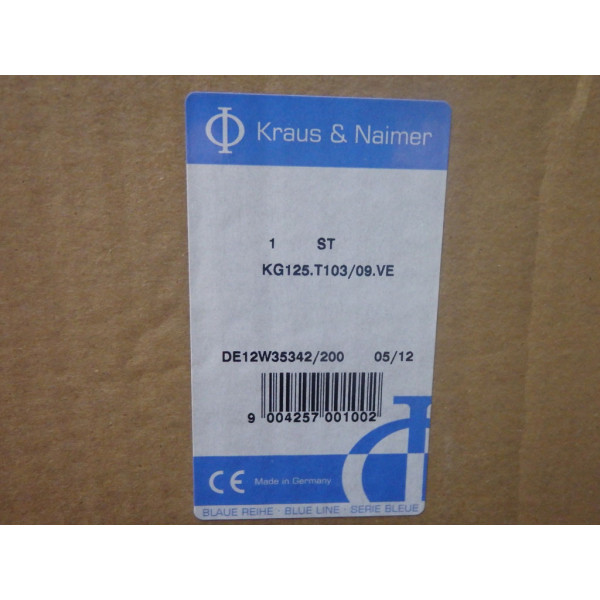 Kraus & Naimer
1 ST
KG125.T103/09.VE
DE12W35342/200 05/12
9 004257 001002
CE Made in Germany
BLAUE REIHE · BLUE LINE · SERIE BLEUE